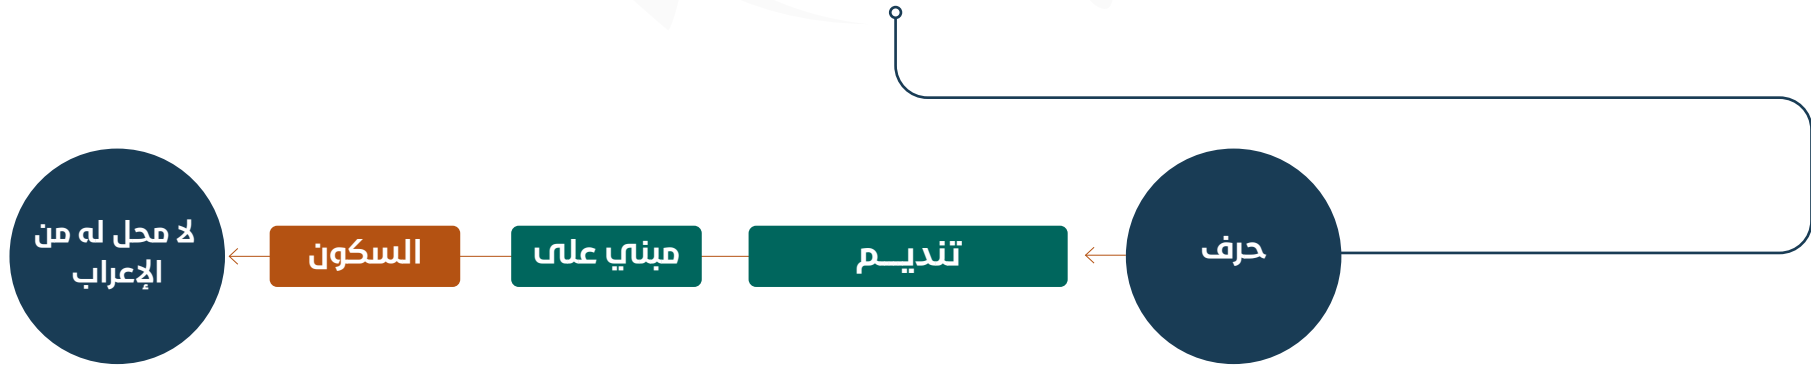 حرف
تنديـــم
مبني على
السكون
لا محل له من
الإعراب